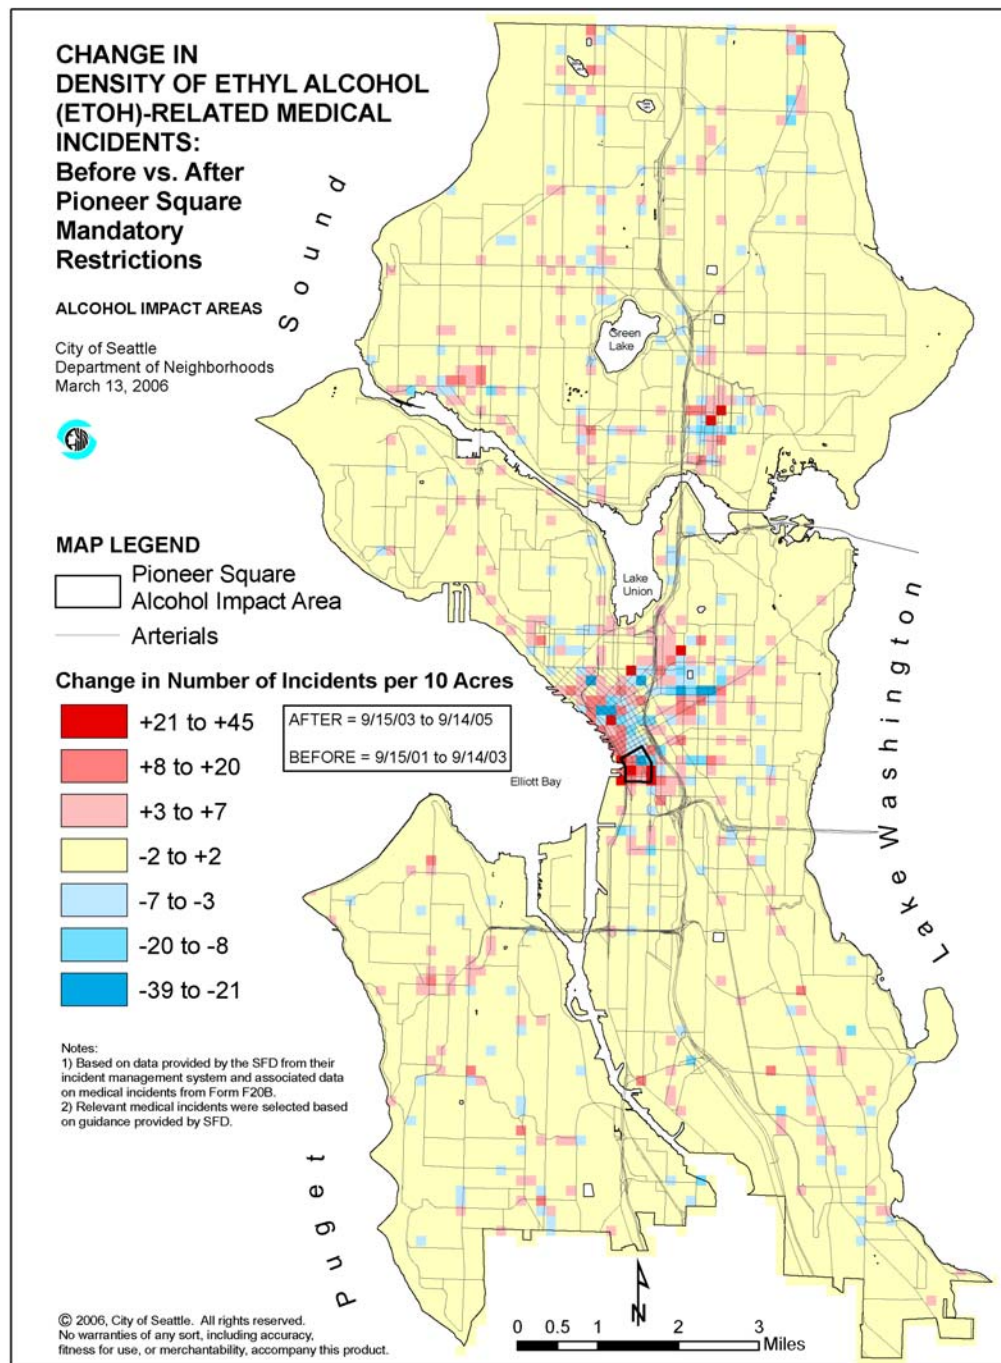 CHANGE IN
DENSITY OF ETHYL ALCOHOL
(ETOH)-RELATED MEDICAL
INCIDENTS:
Before vs. After
Pioneer Square
Mandatory
Restrictions
ALCOHOL IMPACT AREAS
City of Seattle
Department of Neighborhoods
March 13, 2006
Puget Sound
Green
Lake
Lake
Union
Lake Washington
Elliott Bay
MAP LEGEND
Pioneer Square
Alcohol Impact Area
Arterials
Change in Number of Incidents per 10 Acres
+21 to +45
+8 to +20
+3 to +7
-2 to +2
-7 to -3
-20 to -8
-39 to -21
AFTER = 9/15/03 to 9/14/05
BEFORE = 9/15/01 to 9/14/03
Notes:
1) Based on data provided by the SFD from their
incident management system and associated data
on medical incidents from Form F20B.
2) Relevant medical incidents were selected based
on guidance provided by SFD.
© 2006, City of Seattle. All rights reserved.
No warranties of any sort, including accuracy,
fitness for use, or merchantability, accompany this product.
N
0 0.5 1 2 3
Miles